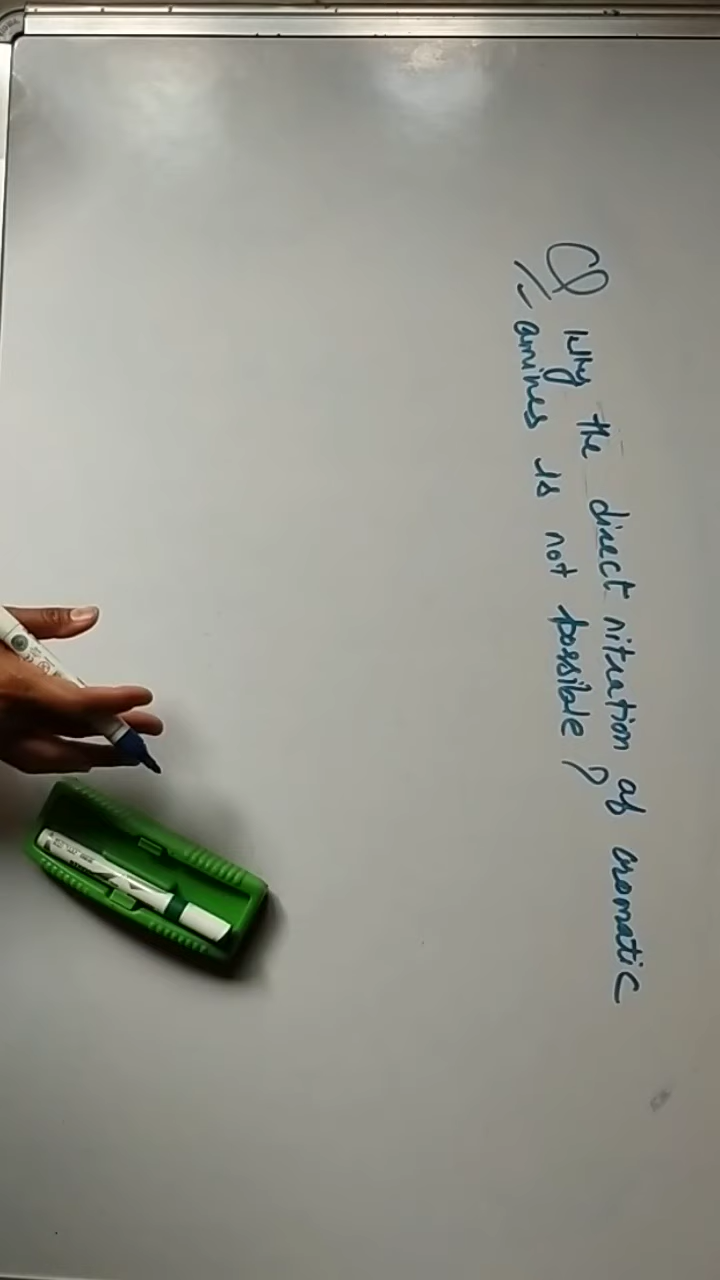 Q Why the direct nitration of aromatic
amines is not possible ?